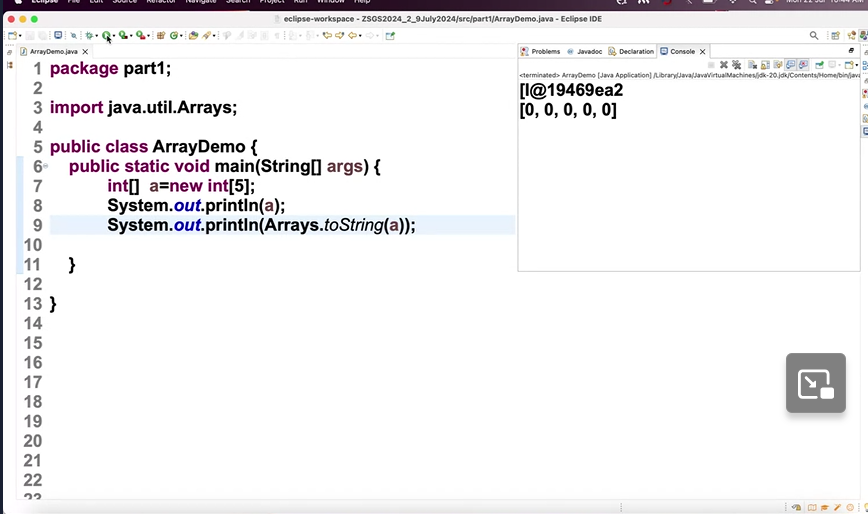 Eclipse File Edit Source Refactor Navigate Search Project Run Window Help
eclipse-workspace - ZSGS2024_2_9July2024/src/part1/ArrayDemo.java - Eclipse IDE
ArrayDemo.java
Problems Javadoc Declaration Console
<terminated> ArrayDemo [Java Application] /Library/Java/JavaVirtualMachines/jdk-20.jdk/Contents/Home/bin/java
[I@19469ea2
[0, 0, 0, 0, 0]
1 package part1;
2
3 import java.util.Arrays;
4
5 public class ArrayDemo {
6 public static void main(String[] args) {
7 int[] a=new int[5];
8 System.out.println(a);
9 System.out.println(Arrays.toString(a));
10
11 }
12
13 }
14
15
16
17
18
19
20
21
22
23